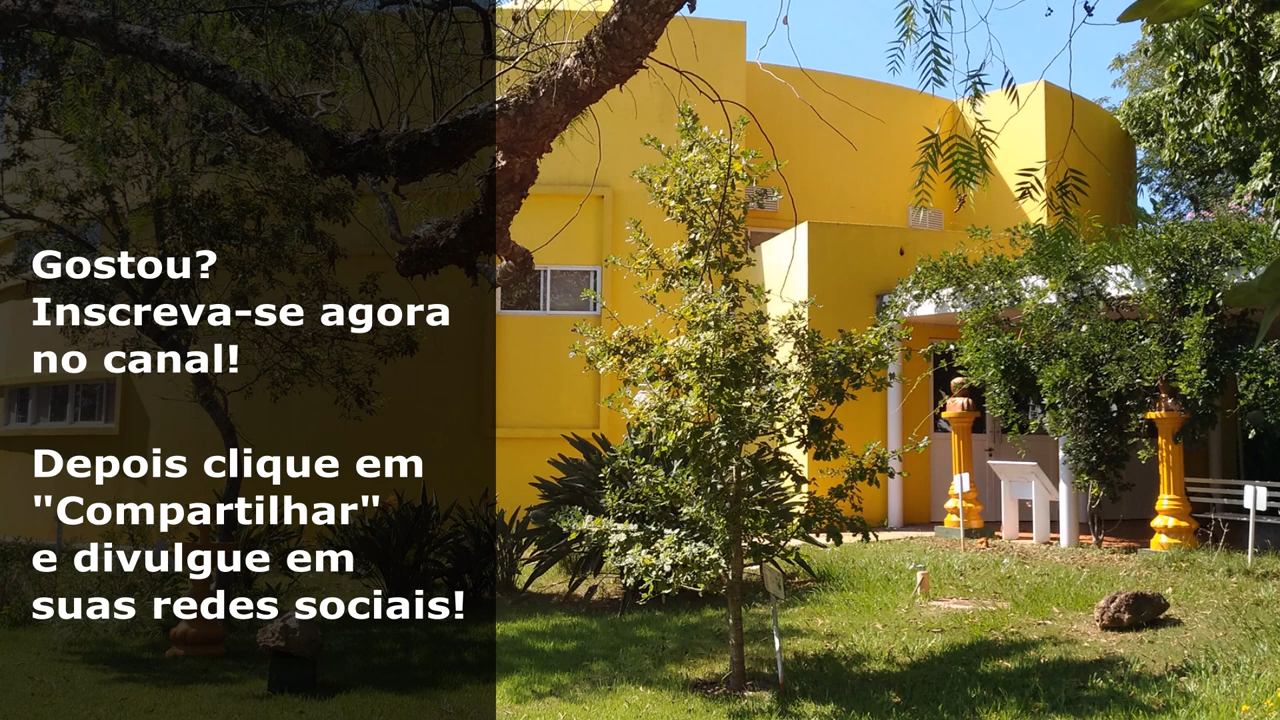 Gostou?
Inscreva-se agora
no canal!
Depois clique em
"Compartilhar"
e divulgue em
suas redes sociais!